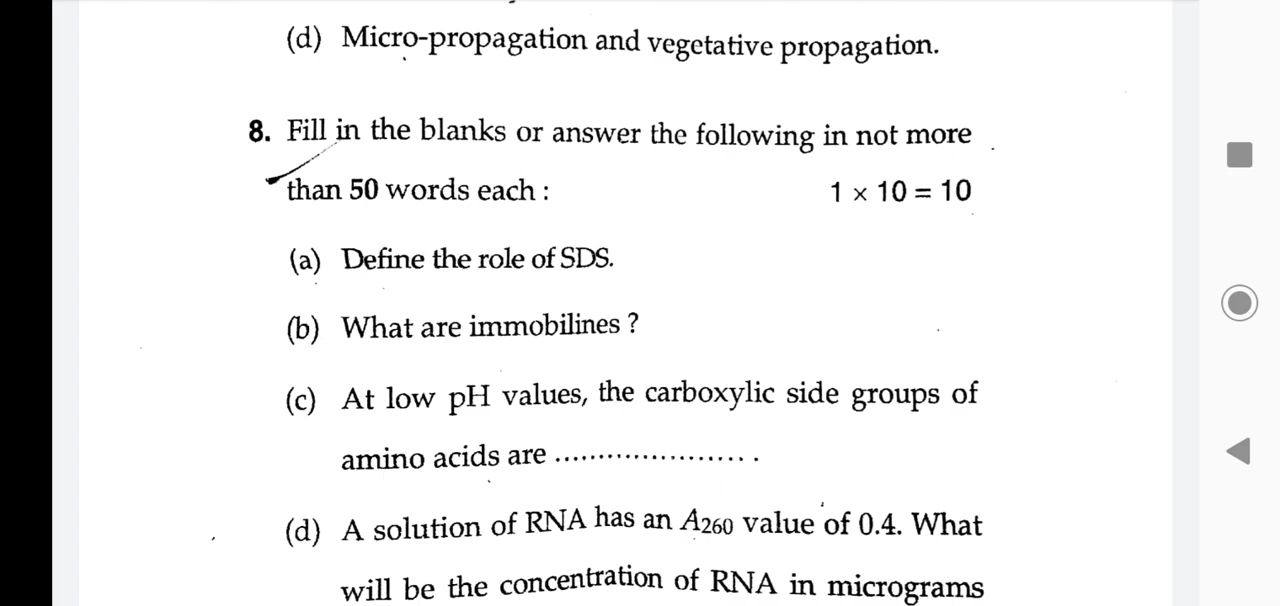 (d) Micro-propagation and vegetative propagation.
8. Fill in the blanks or answer the following in not more
than 50 words each : 1 × 10 = 10
(a) Define the role of SDS.
(b) What are immobilines ?
(c) At low pH values, the carboxylic side groups of
amino acids are ...................... .
(d) A solution of RNA has an A260 value of 0.4. What
will be the concentration of RNA in micrograms